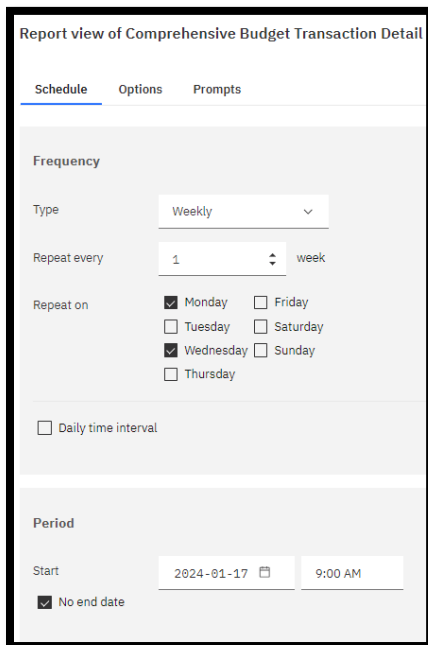 Report view of Comprehensive Budget Transaction Detail
Schedule Options Prompts
Frequency
Type Weekly
Repeat every 1 week
Repeat on Monday Friday
Tuesday Saturday
Wednesday Sunday
Thursday
Daily time interval
Period
Start 2024-01-17 9:00 AM
No end date